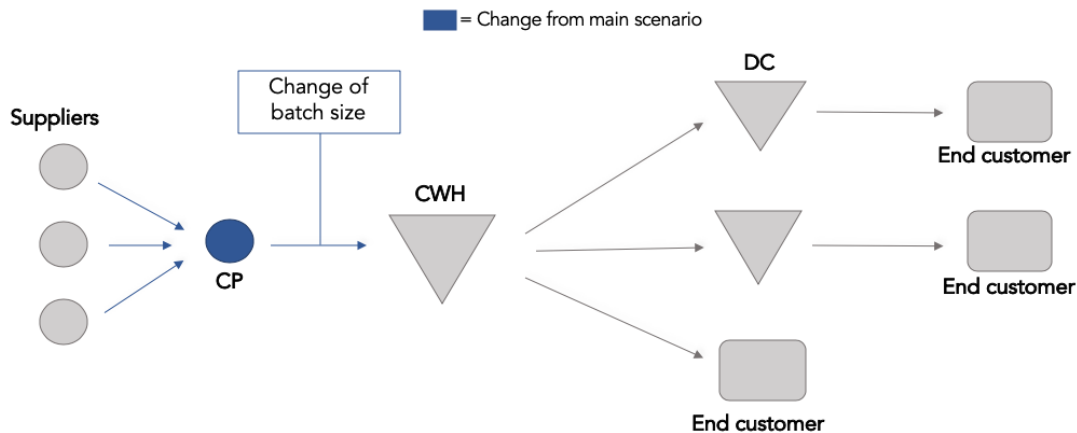 = Change from main scenario
Change of
batch size
Suppliers
CP
CWH
DC
End customer
End customer
End customer